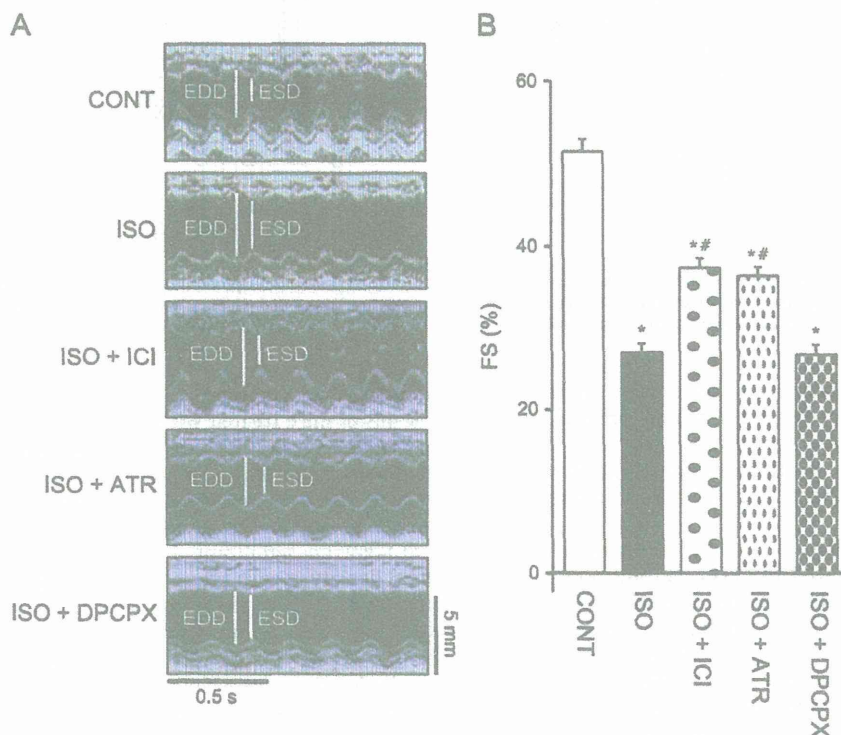 A
CONT
EDD ESD
ISO
EDD ESD
ISO + ICI
EDD ESD
ISO + ATR
EDD ESD
ISO + DPCPX
EDD ESD
5 mm
0.5 s
B
60
40
20
0
FS (%)
*
*#
*#
*
CONT
ISO
ISO + ICI
ISO + ATR
ISO + DPCPX